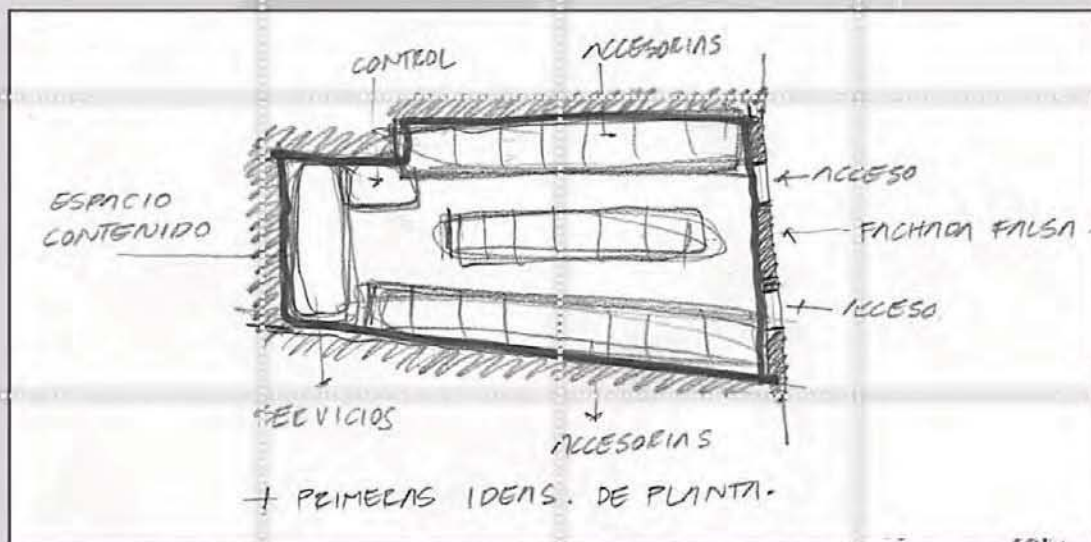 CONTROL
ACCESORIAS
ACCESO
ESPACIO
CONTENIDO
FACHADA FALSA.
ACCESO.
SERVICIOS
ACCESORIAS
+ PRIMERAS IDEAS. DE PLANTA.